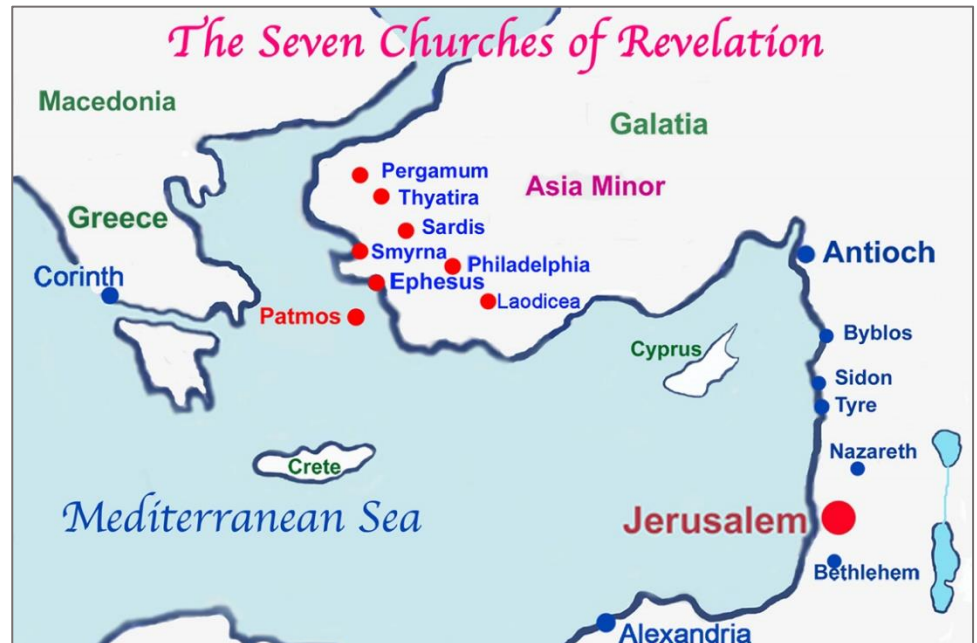 The Seven Churches of Revelation
Macedonia
Galatia
Pergamum
Asia Minor
Thyatira
Greece
Sardis
Smyrna
Antioch
Philadelphia
Corinth
Ephesus
Laodicea
Patmos
Byblos
Cyprus
Sidon
Tyre
Nazareth
Crete
Mediterranean Sea
Jerusalem
Bethlehem
Alexandria